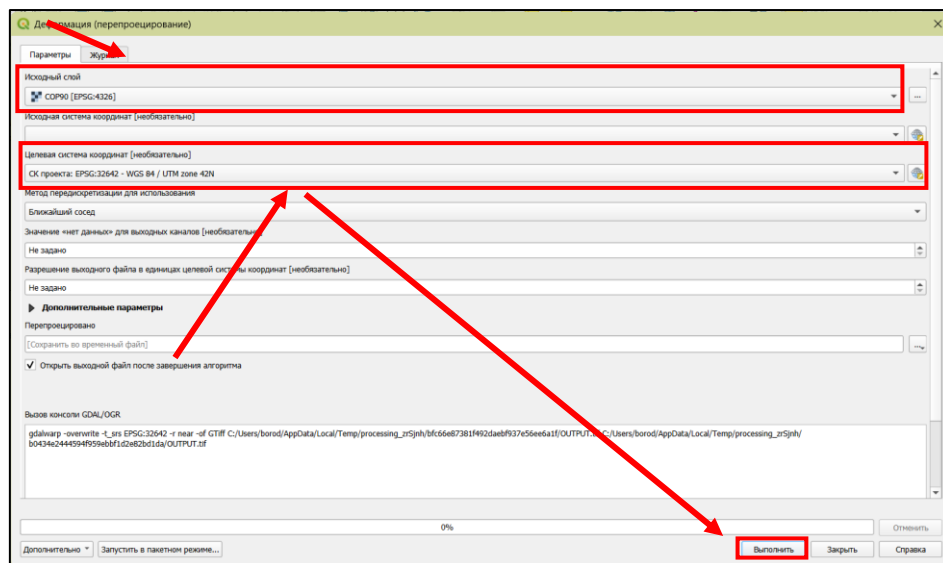 Деформация (перепроецирование)
Параметры
Исходный слой
COP90 [EPSG:4326]
...
Исходная система координат [необязательно]
Целевая система координат [необязательно]
СК проекта: EPSG:32642 - WGS 84 / UTM zone 42N
Метод передискретизации для использования
Ближайший сосед
Значение «нет данных» для выходных каналов [необязательно]
Не задано
Разрешение выходного файла в единицах целевой системы координат [необязательно]
Не задано
Дополнительные параметры
Перепроецировано
[Сохранить во временный файл]
...
Открыть выходной файл после завершения алгоритма
Вызов консоли GDAL/OGR
gdalwarp -overwrite -t_srs EPSG:32642 -r near -of GTiff C:/Users/borod/AppData/Local/Temp/processing_zrSjnh/bfc66e87381f492daebf937e56ee6a1f/OUTPUT.tif C:/Users/borod/AppData/Local/Temp/processing_zrSjnh/
b0434e2444594f959ebbf1d2e82bd1da/OUTPUT.tif
0%
Отменить
Дополнительно
Запустить в пакетном режиме...
Выполнить
Закрыть
Справка